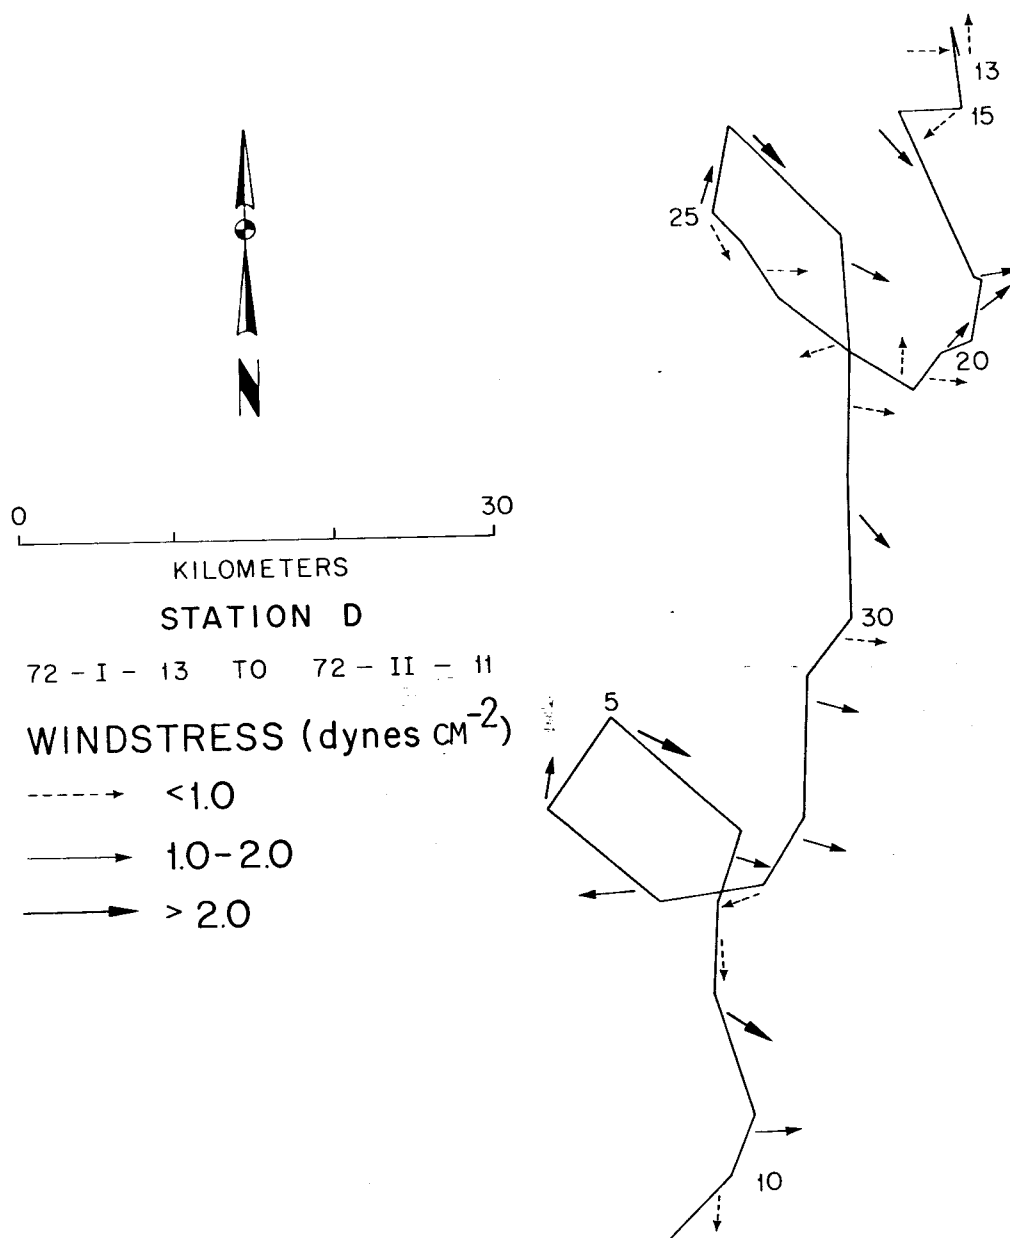 13
15
25
20
N
0 30
KILOMETERS
STATION D
30
72 - I - 13 TO 72 - II - 11
5
WINDSTRESS (dynes CM-2)
<1.0
1.0-2.0
> 2.0
10